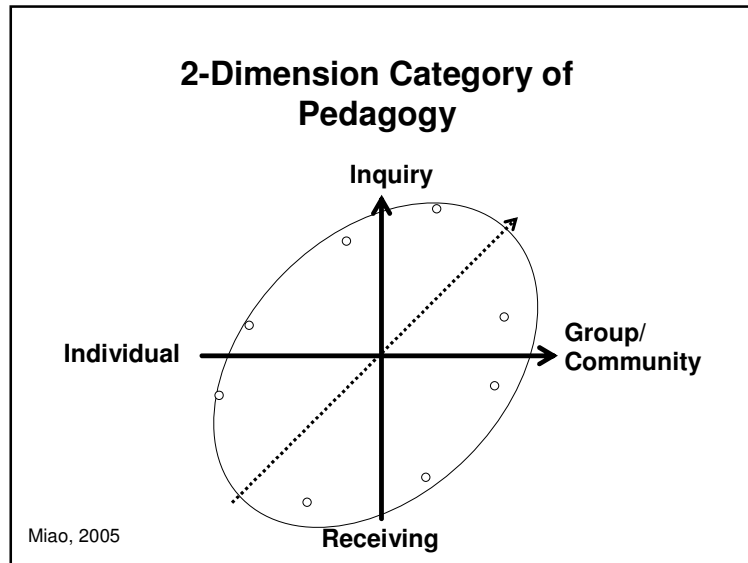 2-Dimension Category of
Pedagogy
Inquiry
Individual
Group/
Community
Receiving
Miao, 2005